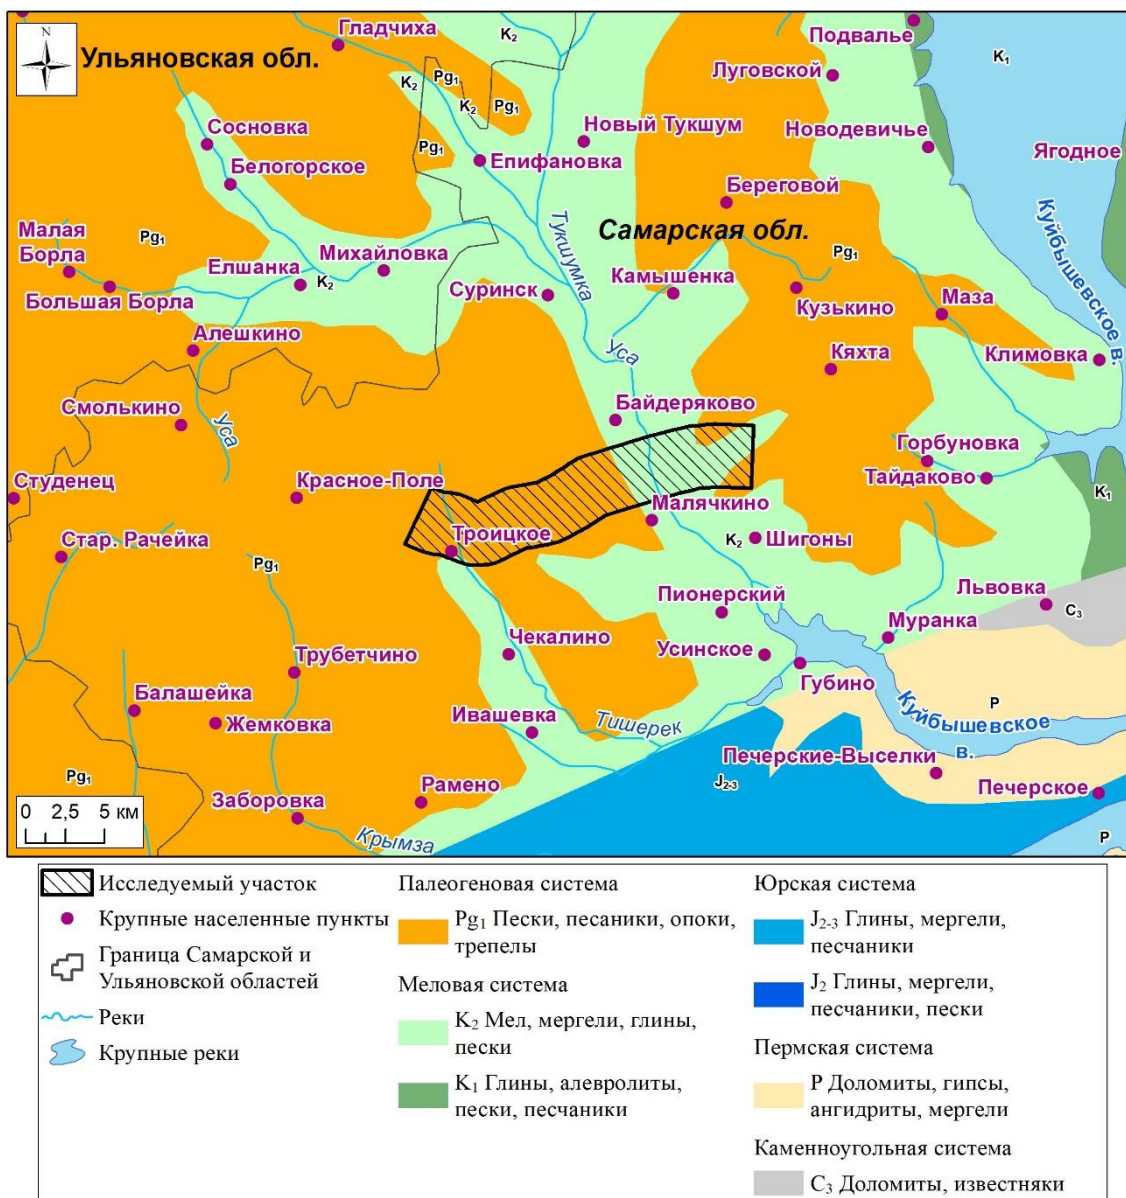 N
Ульяновская обл.
Гладчиха
K₂
Подвалье
K₁
Луговской
K₂
Pg₁
K₂
Pg₁
Сосновка
Новый Тукшум
Новодевичье
Pg₁
Ягодное
Белогорское
Епифановка
Береговой
Малая
Борла
Pg₁
Тукшумка
Самарская обл.
Куйбышевское
в.
Михайловка
Pg₁
Елшанка
K₂
Камышенка
Большая Борла
Суринск
Кузькино
Маза
Алешкино
Уса
Климовка
Кяхта
Смолькино
Уса
Байдеряково
Горбуновка
Студенец
Красное-Поле
Тайдаково
K₁
Малячкино
Стар. Рачейка
Троицкое
K₂
Шигоны
Pg₁
Львовка
C₃
Пионерский
Муранка
Чекалино
Усинское
Трубетчино
Губино
Балашейка
P
Жемковка
Ивашевка
Тишерек
Куйбышевское
в.
Печерские-Выселки
Pg₁
J₂₋₃
Рамено
Печерское
Заборовка
0 2,5 5 км
Крымза
P
Исследуемый участок
Крупные населенные пункты
Граница Самарской и
Ульяновской областей
Реки
Крупные реки
Палеогеновая система
Pg₁ Пески, песаники, опоки,
трепелы
Меловая система
K₂ Мел, мергели, глины,
пески
K₁ Глины, алевролиты,
пески, песчаники
Юрская система
J₂₋₃ Глины, мергели,
песчаники
J₂ Глины, мергели,
песчаники, пески
Пермская система
P Доломиты, гипсы,
ангидриты, мергели
Каменноугольная система
C₃ Доломиты, известняки